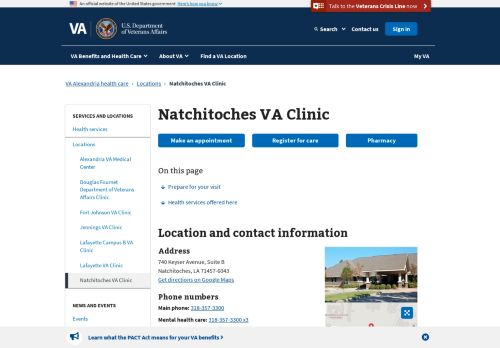 An official website of the United States government Here's how you know
Talk to the Veterans Crisis Line now
VA
U.S. Department
of Veterans Affairs
Search
Contact us
Sign in
VA Benefits and Health Care
About VA
Find a VA Location
My VA
VA Alexandria health care › Locations › Natchitoches VA Clinic
SERVICES AND LOCATIONS
Health services
Locations
Alexandria VA Medical
Center
Douglas Fournet
Department of Veterans
Affairs Clinic
Fort Johnson VA Clinic
Jennings VA Clinic
Lafayette Campus B VA
Clinic
Lafayette VA Clinic
Natchitoches VA Clinic
NEWS AND EVENTS
Events
Natchitoches VA Clinic
Make an appointment
Register for care
Pharmacy
On this page
Prepare for your visit
Health services offered here
Location and contact information
Address
740 Keyser Avenue, Suite B
Natchitoches, LA 71457-6043
Get directions on Google Maps
Phone numbers
Main phone: 318-357-3300
Mental health care: 318-357-3300 x3
Learn what the PACT Act means for your VA benefits